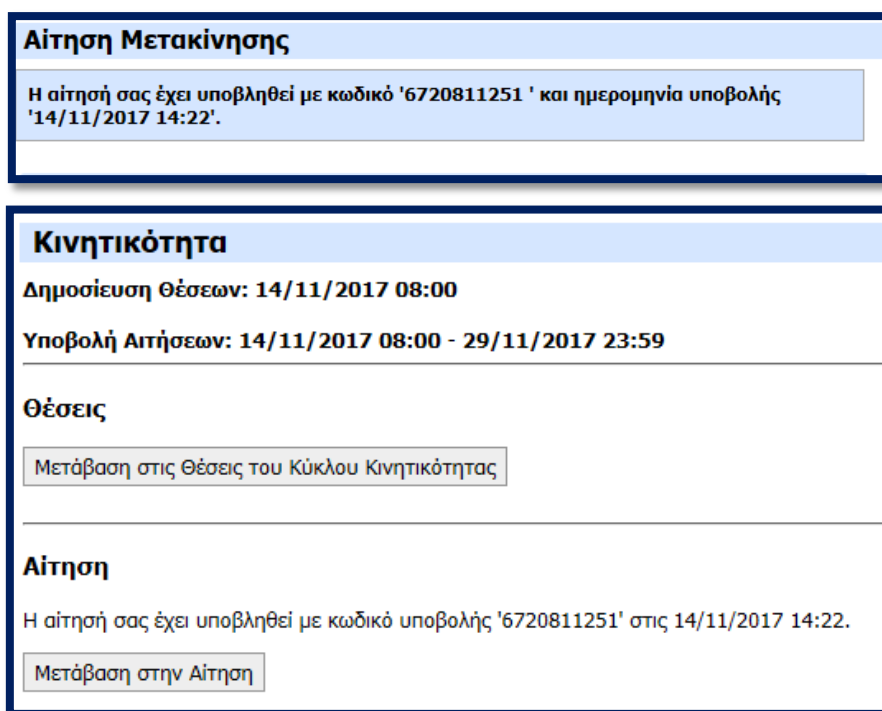 Αίτηση Μετακίνησης
Η αίτησή σας έχει υποβληθεί με κωδικό '6720811251 ' και ημερομηνία υποβολής
'14/11/2017 14:22'.
Κινητικότητα
Δημοσίευση Θέσεων: 14/11/2017 08:00
Υποβολή Αιτήσεων: 14/11/2017 08:00 - 29/11/2017 23:59
Θέσεις
Μετάβαση στις Θέσεις του Κύκλου Κινητικότητας
Αίτηση
Η αίτησή σας έχει υποβληθεί με κωδικό υποβολής '6720811251' στις 14/11/2017 14:22.
Μετάβαση στην Αίτηση